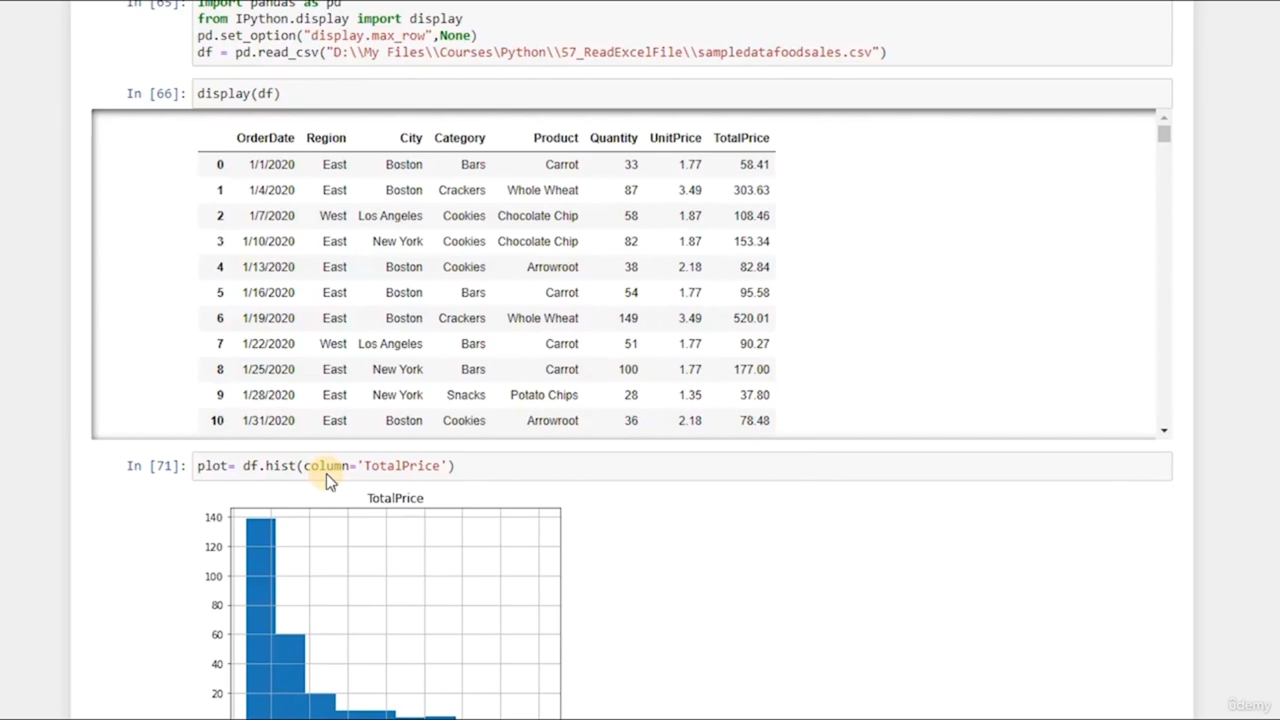 In [65]: import pandas as pd
from IPython.display import display
pd.set_option("display.max_row",None)
df = pd.read_csv("D:\\My Files\\Courses\Python\\57_ReadExcelFile\\sampledatafoodsales.csv")
In [66]: display(df)
OrderDate Region City Category Product Quantity UnitPrice TotalPrice
0 1/1/2020 East Boston Bars Carrot 33 1.77 58.41
1 1/4/2020 East Boston Crackers Whole Wheat 87 3.49 303.63
2 1/7/2020 West Los Angeles Cookies Chocolate Chip 58 1.87 108.46
3 1/10/2020 East New York Cookies Chocolate Chip 82 1.87 153.34
4 1/13/2020 East Boston Cookies Arrowroot 38 2.18 82.84
5 1/16/2020 East Boston Bars Carrot 54 1.77 95.58
6 1/19/2020 East Boston Crackers Whole Wheat 149 3.49 520.01
7 1/22/2020 West Los Angeles Bars Carrot 51 1.77 90.27
8 1/25/2020 East New York Bars Carrot 100 1.77 177.00
9 1/28/2020 East New York Snacks Potato Chips 28 1.35 37.80
10 1/31/2020 East Boston Cookies Arrowroot 36 2.18 78.48
In [71]: plot= df.hist(column='TotalPrice')
TotalPrice
140
120
100
80
60
40
20
ûdemy